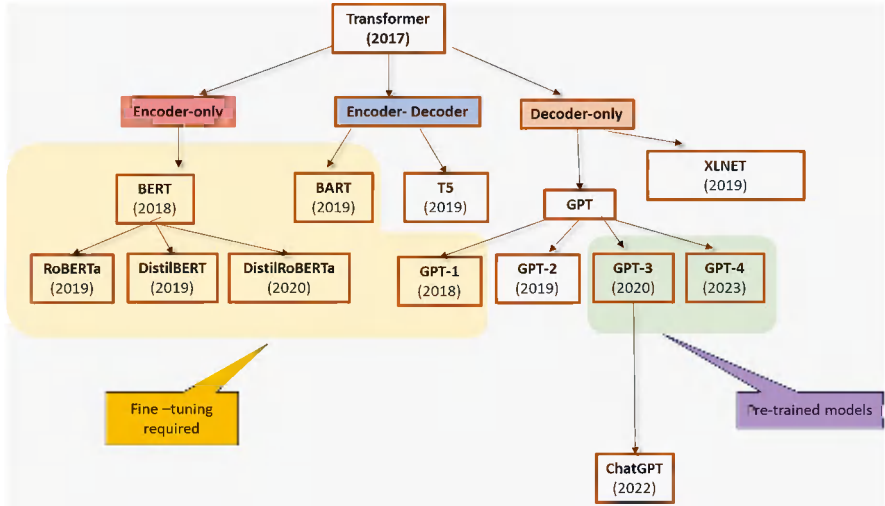 Transformer
(2017)
Encoder-only
Encoder- Decoder
Decoder-only
BERT
(2018)
BART
(2019)
T5
(2019)
GPT
XLNET
(2019)
RoBERTa
(2019)
DistilBERT
(2019)
DistilRoBERTa
(2020)
GPT-1
(2018)
GPT-2
(2019)
GPT-3
(2020)
GPT-4
(2023)
Fine –tuning
required
Pre-trained models
ChatGPT
(2022)